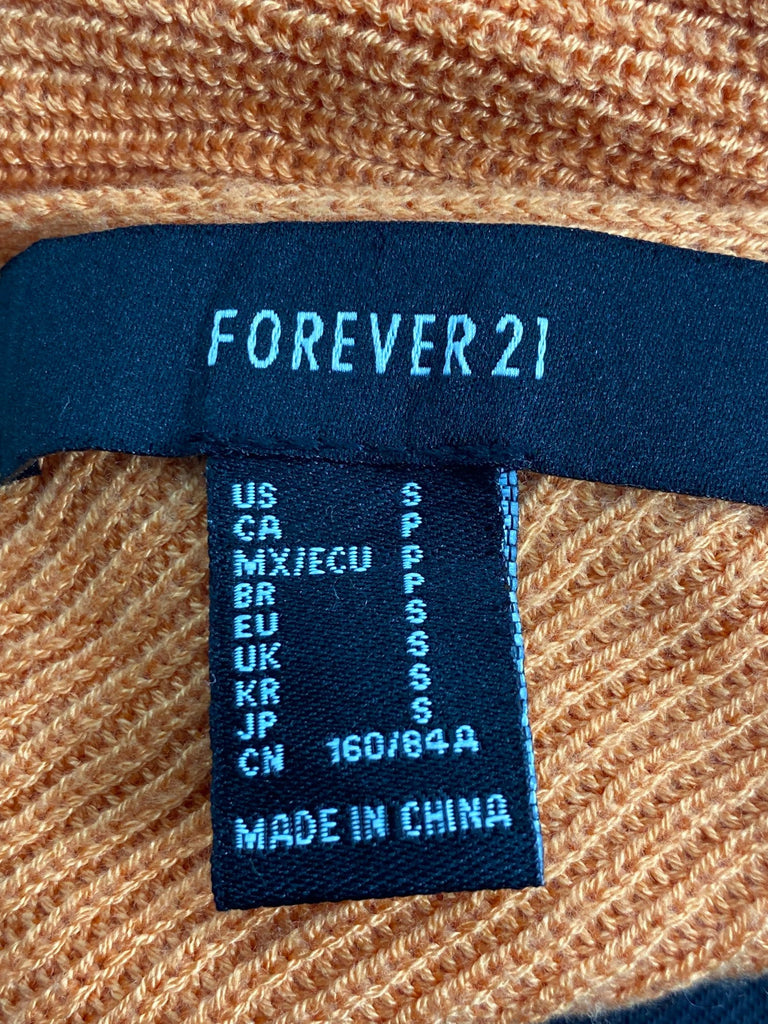 FOREVER 21
US S
CA P
MX/ECU P
BR P
EU S
UK S
KR S
JP S
CN 160/84A
MADE IN CHINA